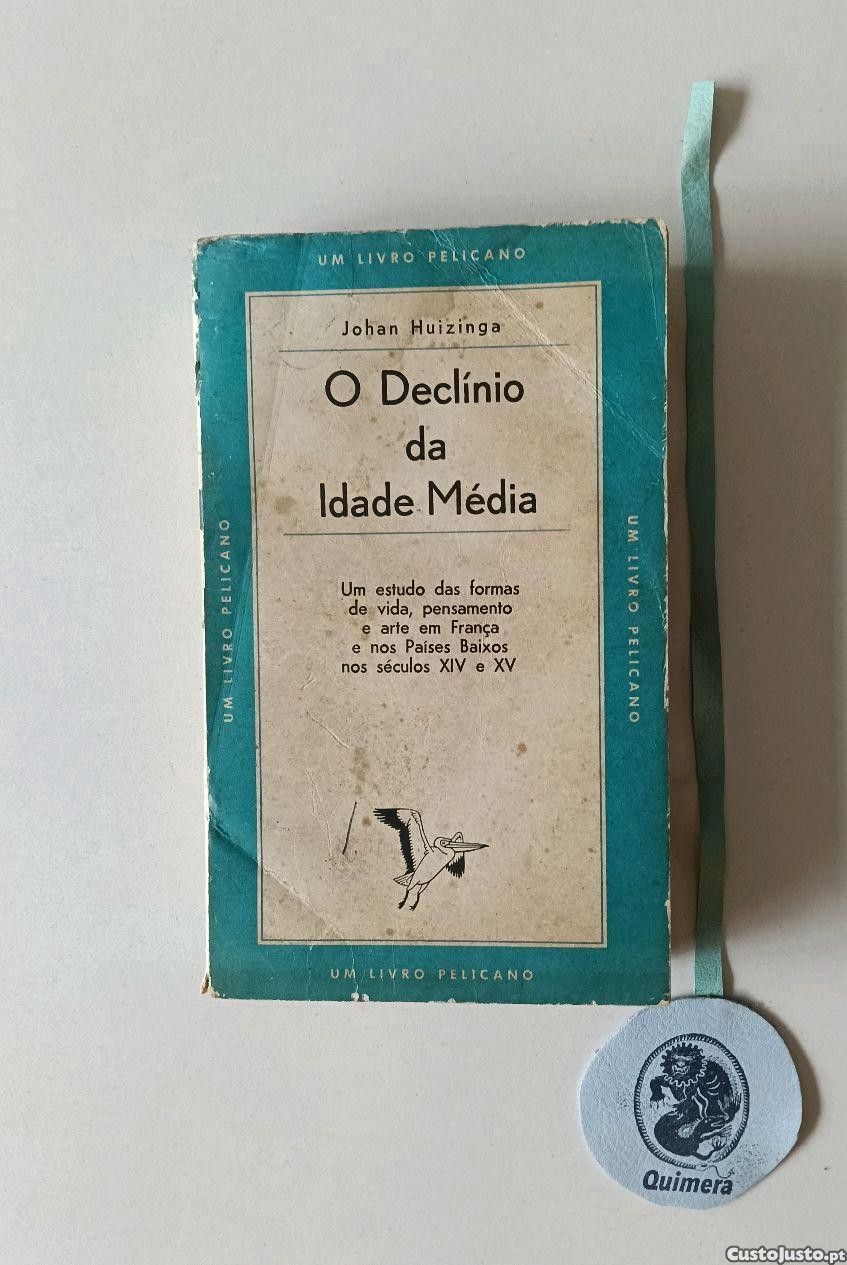 UM LIVRO PELICANO
Johan Huizinga
O Declínio
da
Idade Média
UM LIVRO PELICANO
UM LIVRO PELICANO
Um estudo das formas
de vida, pensamento
e arte em França
e nos Países Baixos
nos séculos XIV e XV
UM LIVRO PELICANO
Quimera
CustoJusto.pt